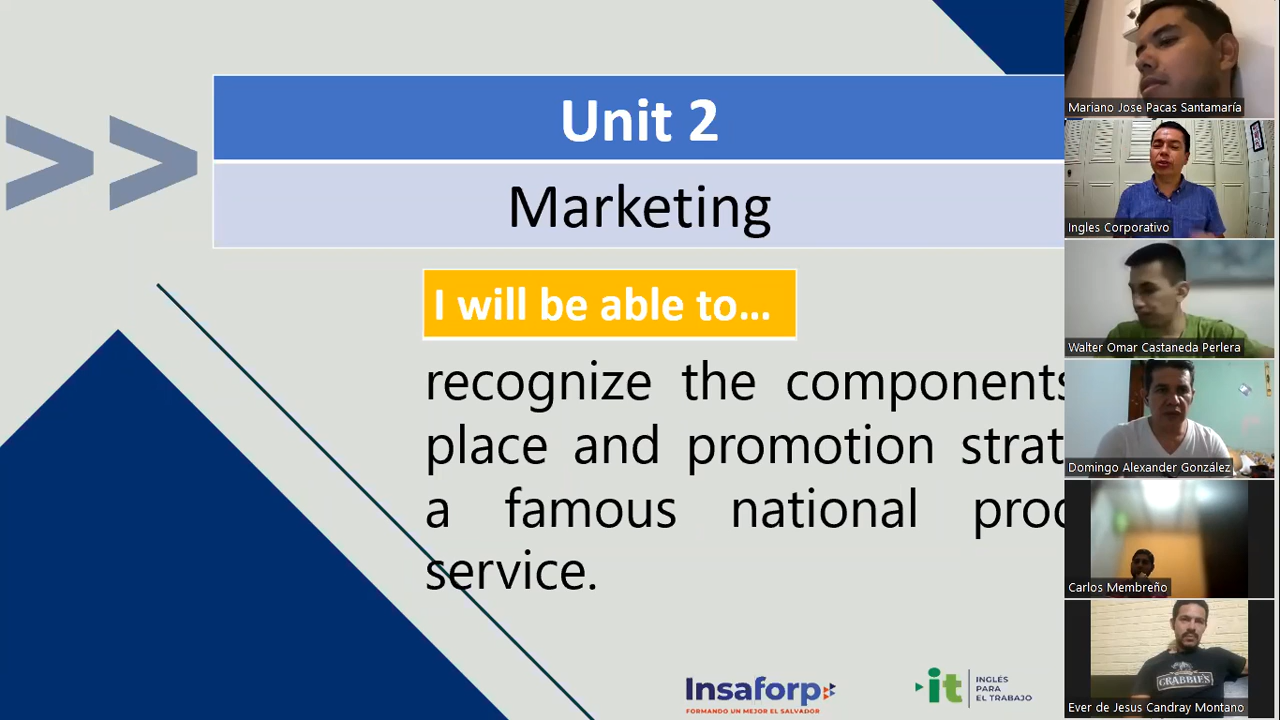 Unit 2
Marketing
I will be able to...
recognize the components
place and promotion strat
a famous national prod
service.
Insaforp
FORMANDO UN MEJOR EL SALVADOR
it
INGLÉS
PARA
EL TRABAJO
Mariano Jose Pacas Santamaría
Ingles Corporativo
Walter Omar Castaneda Perlera
Domingo Alexander González
Carlos Membreño
CRABBIE'S
Ever de Jesus Candray Montano